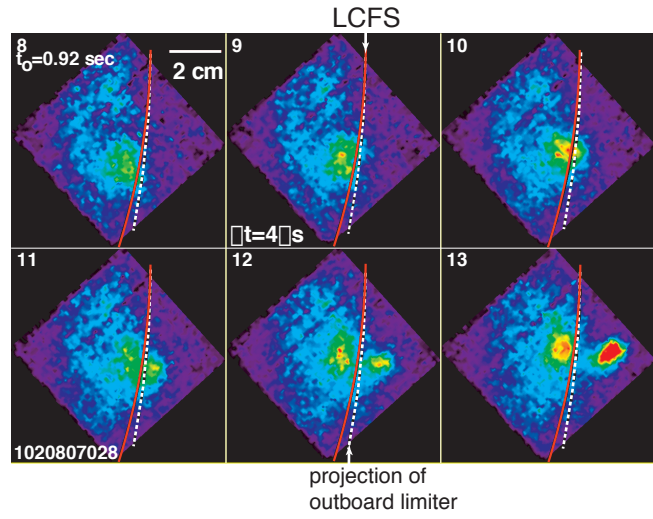 LCFS
8
t₀=0.92 sec
2 cm
9
10
□t=4□s
11
12
13
1020807028
projection of
outboard limiter